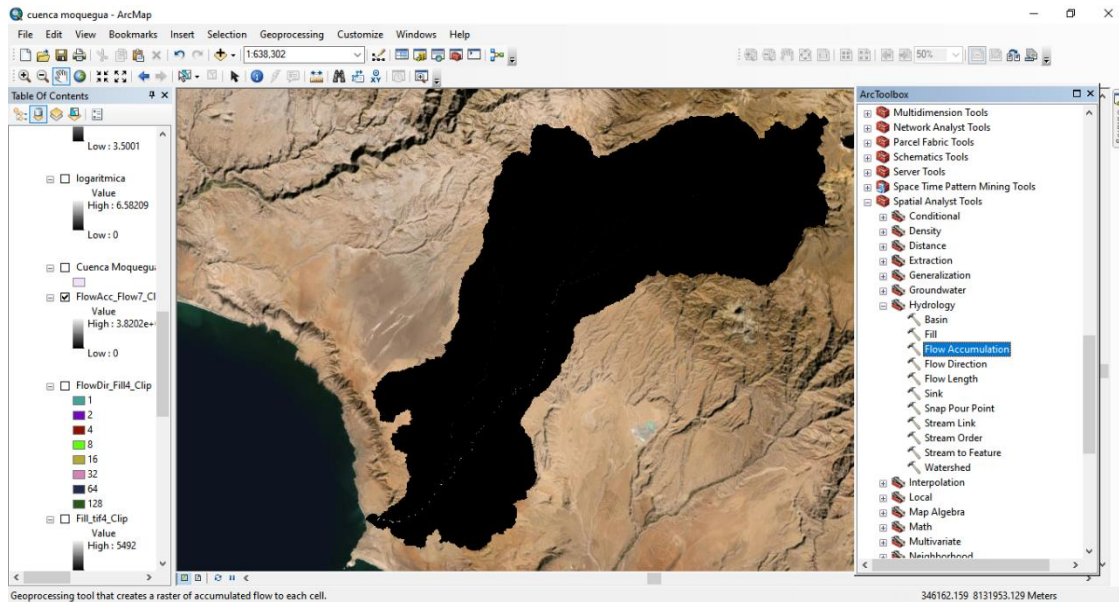 cuenca moquegua - ArcMap
File Edit View Bookmarks Insert Selection Geoprocessing Customize Windows Help
1:638,302
50%
Table Of Contents
Low : 3.5001
logaritmica
Value
High : 6.58209
Low : 0
Cuenca Moquegua
FlowAcc_Flow7_Cl
Value
High : 3.8202e+
Low : 0
FlowDir_Fill4_Clip
1
2
4
8
16
32
64
128
Fill_tif4_Clip
Value
High : 5492
ArcToolbox
Multidimension Tools
Network Analyst Tools
Parcel Fabric Tools
Schematics Tools
Server Tools
Space Time Pattern Mining Tools
Spatial Analyst Tools
Conditional
Density
Distance
Extraction
Generalization
Groundwater
Hydrology
Basin
Fill
Flow Accumulation
Flow Direction
Flow Length
Sink
Snap Pour Point
Stream Link
Stream Order
Stream to Feature
Watershed
Interpolation
Local
Map Algebra
Math
Multivariate
Neighborhood
Geoprocessing tool that creates a raster of accumulated flow to each cell.
346162.159 8131953.129 Meters